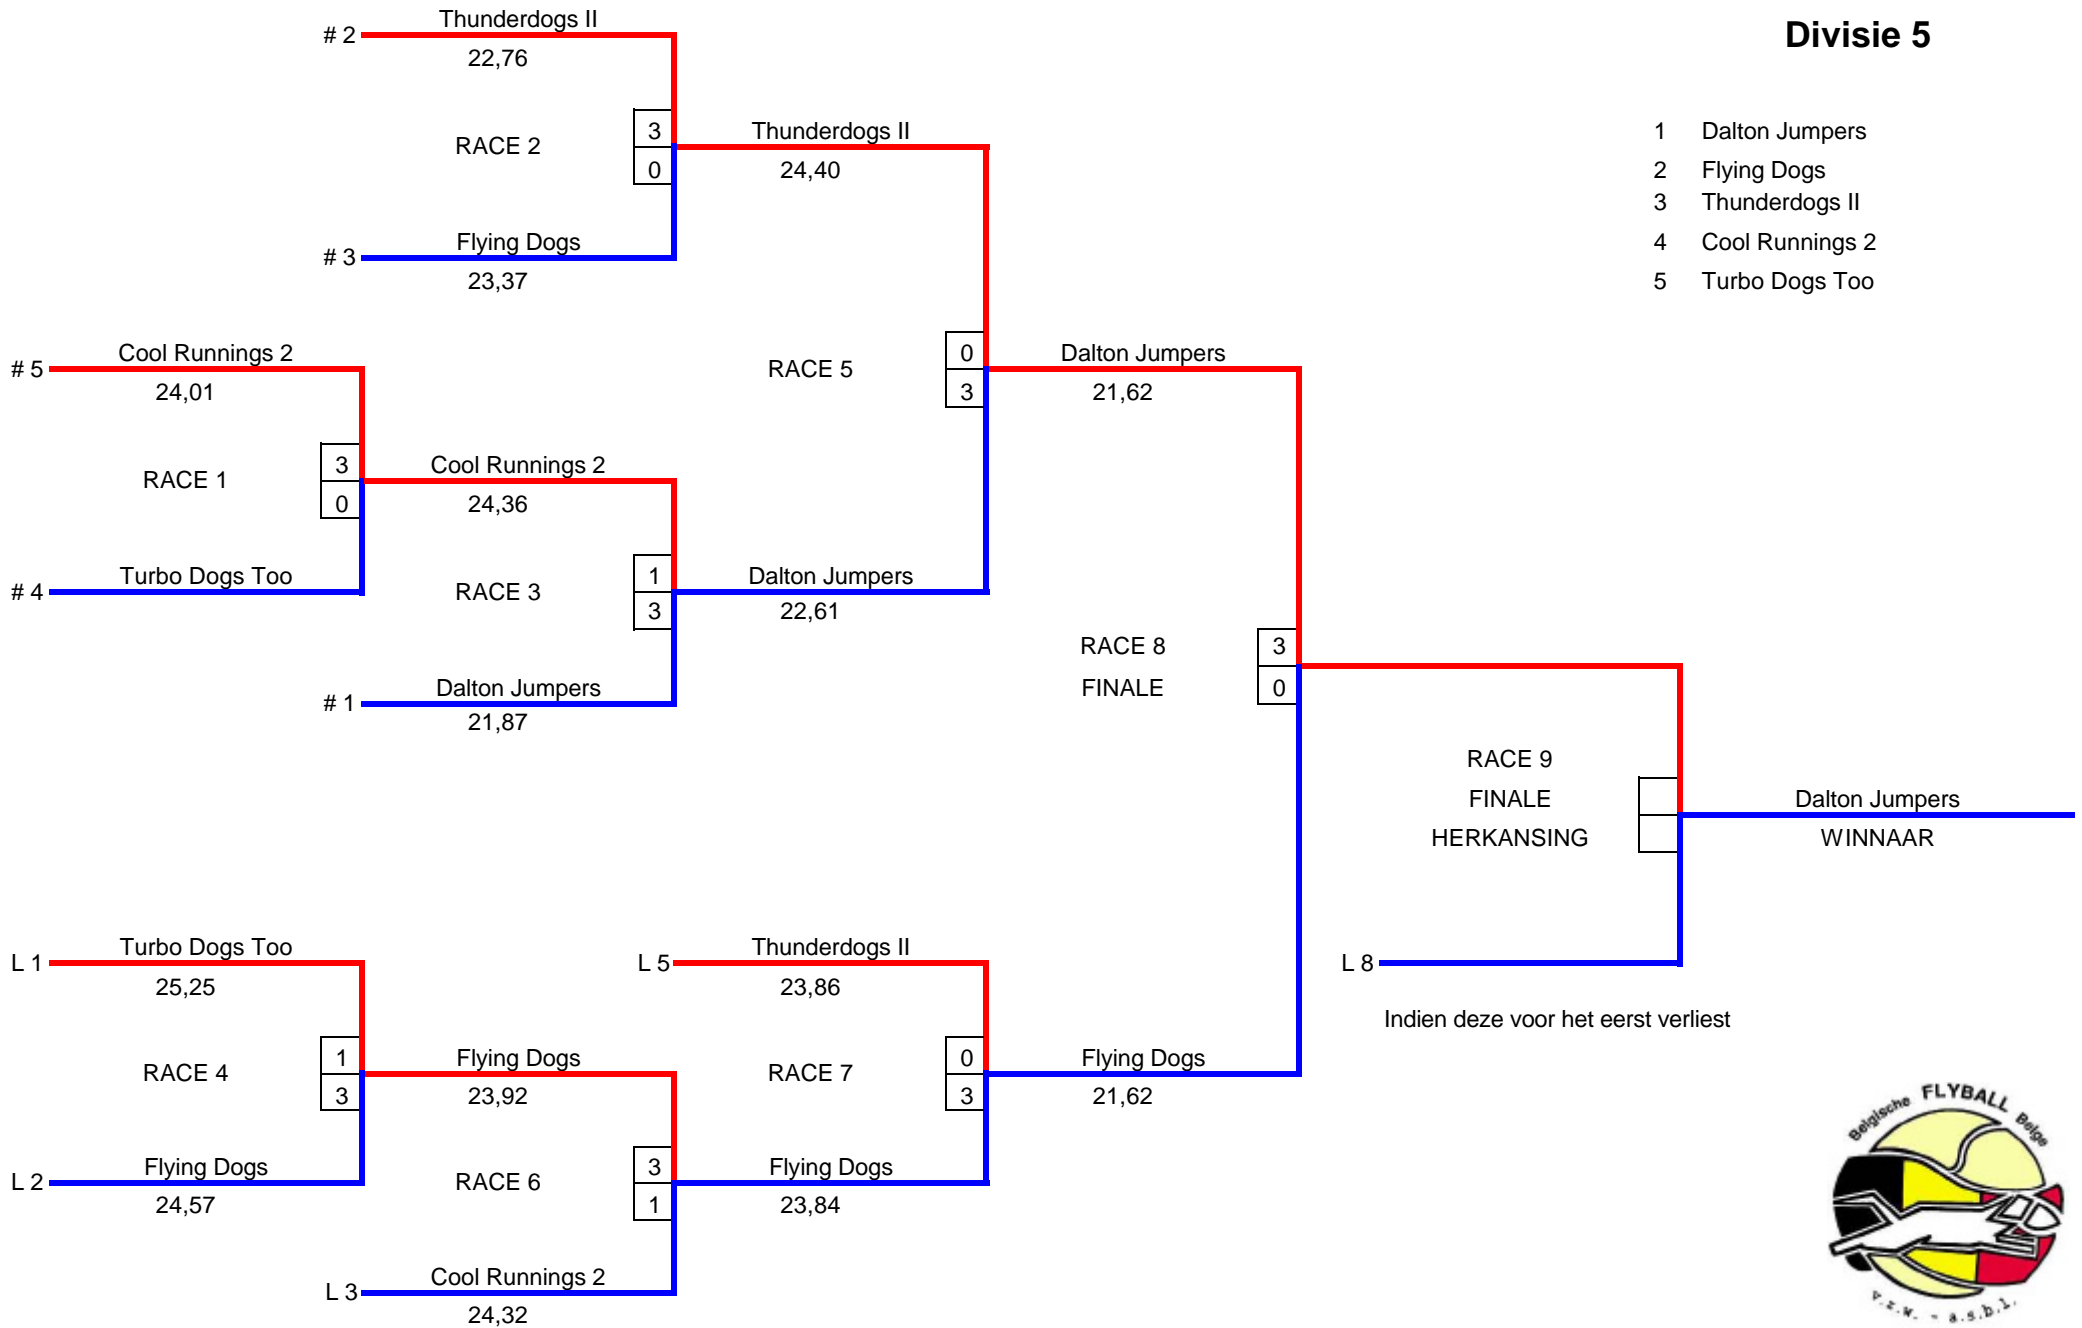 Divisie 5
1 Dalton Jumpers
2 Flying Dogs
3 Thunderdogs II
4 Cool Runnings 2
5 Turbo Dogs Too
# 2 Thunderdogs II
22,76
RACE 2
3
0
# 3 Flying Dogs
23,37
Thunderdogs II
24,40
# 5 Cool Runnings 2
24,01
RACE 1
3
0
# 4 Turbo Dogs Too
Cool Runnings 2
24,36
RACE 3
1
3
# 1 Dalton Jumpers
21,87
Dalton Jumpers
22,61
RACE 5
0
3
Dalton Jumpers
21,62
RACE 8
FINALE
3
0
RACE 9
FINALE
HERKANSING
Dalton Jumpers
WINNAAR
L 8
Indien deze voor het eerst verliest
L 1 Turbo Dogs Too
25,25
RACE 4
1
3
L 2 Flying Dogs
24,57
Flying Dogs
23,92
RACE 6
3
1
L 3 Cool Runnings 2
24,32
L 5 Thunderdogs II
23,86
RACE 7
0
3
Flying Dogs
23,84
Flying Dogs
21,62
Belgische FLYBALL Belge
v.z.w. - a.s.b.l.